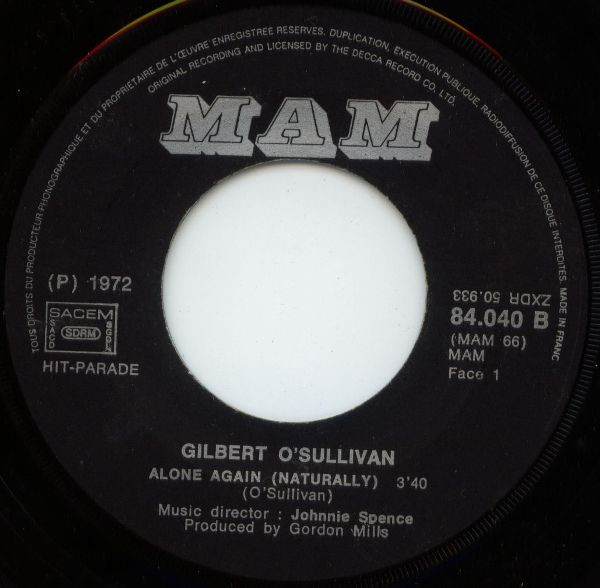 TOUS DROITS DU PRODUCTEUR PHONOGRAPHIQUE ET DU PROPRIETAIRE DE L'ŒUVRE ENREGISTREE RESERVES. DUPLICATION, EXECUTION PUBLIQUE, RADIODIFFUSION DE CE DISQUE INTERDITES. MADE IN FRANC
ORIGINAL RECORDING AND LICENSED BY THE DECCA RECORD CO. LTD.
MAM
(P) 1972
SACEM
SACD
SDRM
SGDL
HIT-PARADE
ZXDR 50.933
84.040 B
(MAM 66)
MAM
Face 1
GILBERT O'SULLIVAN
ALONE AGAIN (NATURALLY) 3'40
(O'Sullivan)
Music director : Johnnie Spence
Produced by Gordon Mills